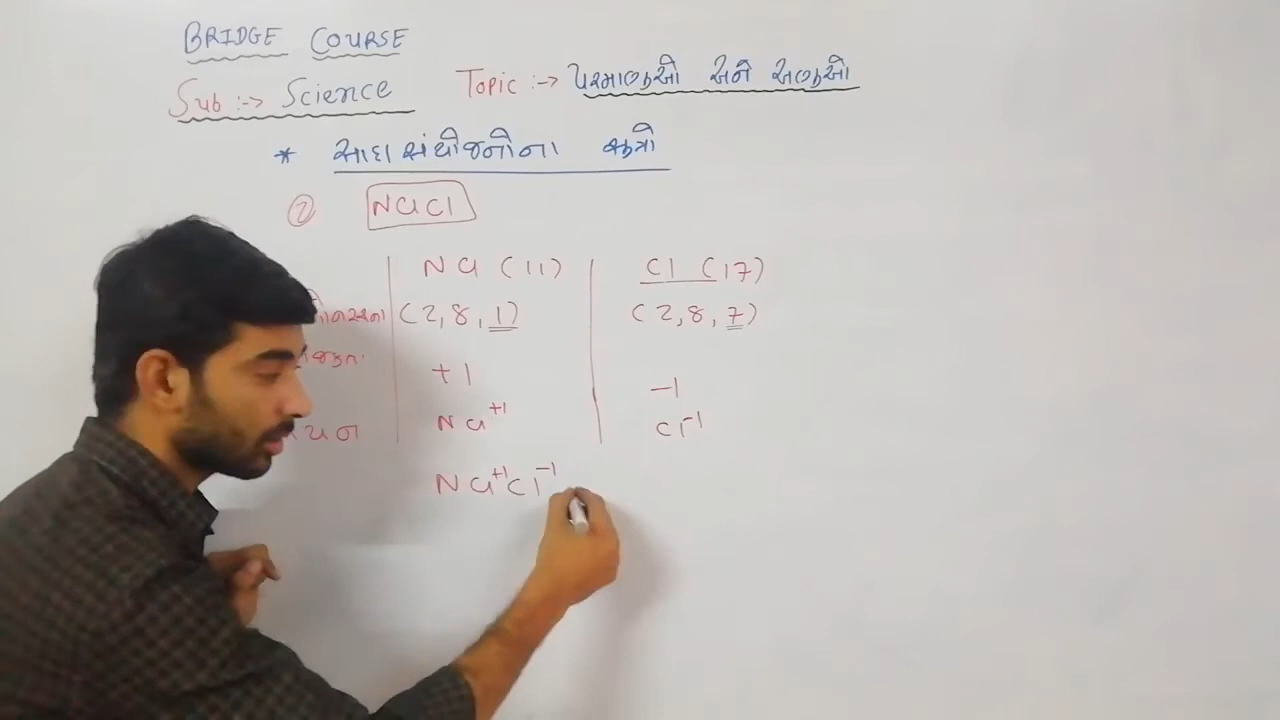 BRIDGE COURSE
Sub :-> Science Topic :-> પરમાણુઓ અને અણુઓ
* સાદા સંયોજનોના સૂત્રો
② NaCl
Na (11) Cl (17)
(2,8,1) (2,8,7)
+1 -1
Na⁺¹ Cl⁻¹
Na⁺¹Cl⁻¹